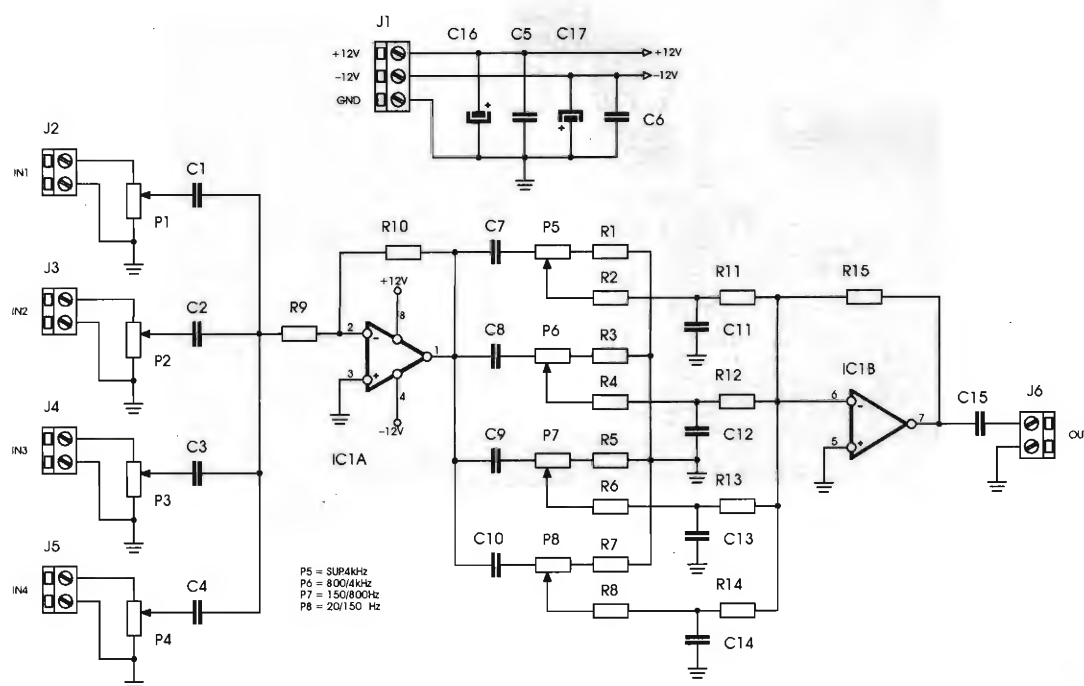 J1
C16 C5 C17
+12V
+12V
-12V
-12V
GND
C6
J2
IN1
C1
P1
J3
IN2
C2
P2
J4
IN3
C3
P3
J5
IN4
C4
P4
R9
R10
+12V
8
2
-
3
+
1
4
-12V
IC1A
C7 P5 R1
R2
C8 P6 R3
R4
C9 P7 R5
R6
C10 P8 R7
R8
R11
C11
R12
C12
R13
C13
R14
C14
R15
IC1B
6
-
5
+
7
C15
J6
OU
P5 = SUP.4kHz
P6 = 800/4kHz
P7 = 150/800Hz
P8 = 20/150 Hz